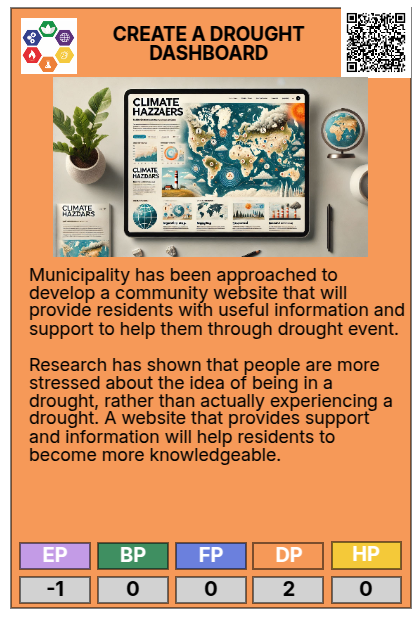 CREATE A DROUGHT
DASHBOARD
CLIMATE
HAZZAERS
CLIMATE
HAZDARS
CLIMATE
HAZDARS
Municipality has been approached to
develop a community website that will
provide residents with useful information and
support to help them through drought event.
Research has shown that people are more
stressed about the idea of being in a
drought, rather than actually experiencing a
drought. A website that provides support
and information will help residents to
become more knowledgeable.
EP BP FP DP HP
-1 0 0 2 0